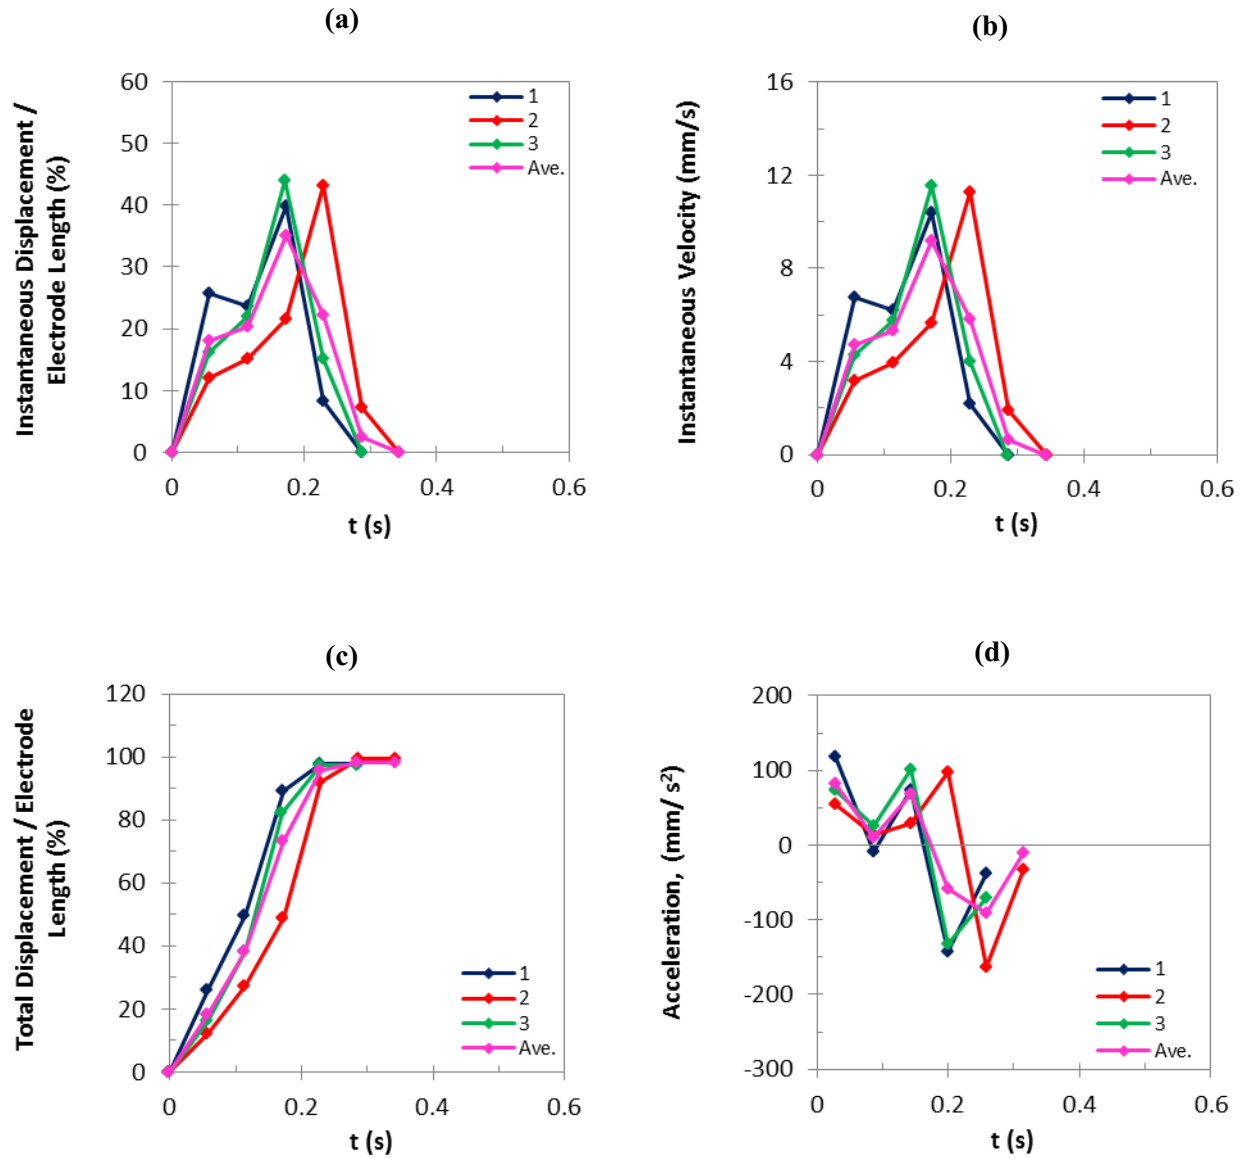 (a)
Instantaneous Displacement /
Electrode Length (%)
60
50
40
30
20
10
0
0
0.2
0.4
0.6
t (s)
1
2
3
Ave.
(b)
Instantaneous Velocity (mm/s)
16
12
8
4
0
0
0.2
0.4
0.6
t (s)
1
2
3
Ave.
(c)
Total Displacement / Electrode
Length (%)
120
100
80
60
40
20
0
0
0.2
0.4
0.6
t (s)
1
2
3
Ave.
(d)
Acceleration, (mm/ s²)
200
100
0
-100
-200
-300
0
0.2
0.4
0.6
t (s)
1
2
3
Ave.